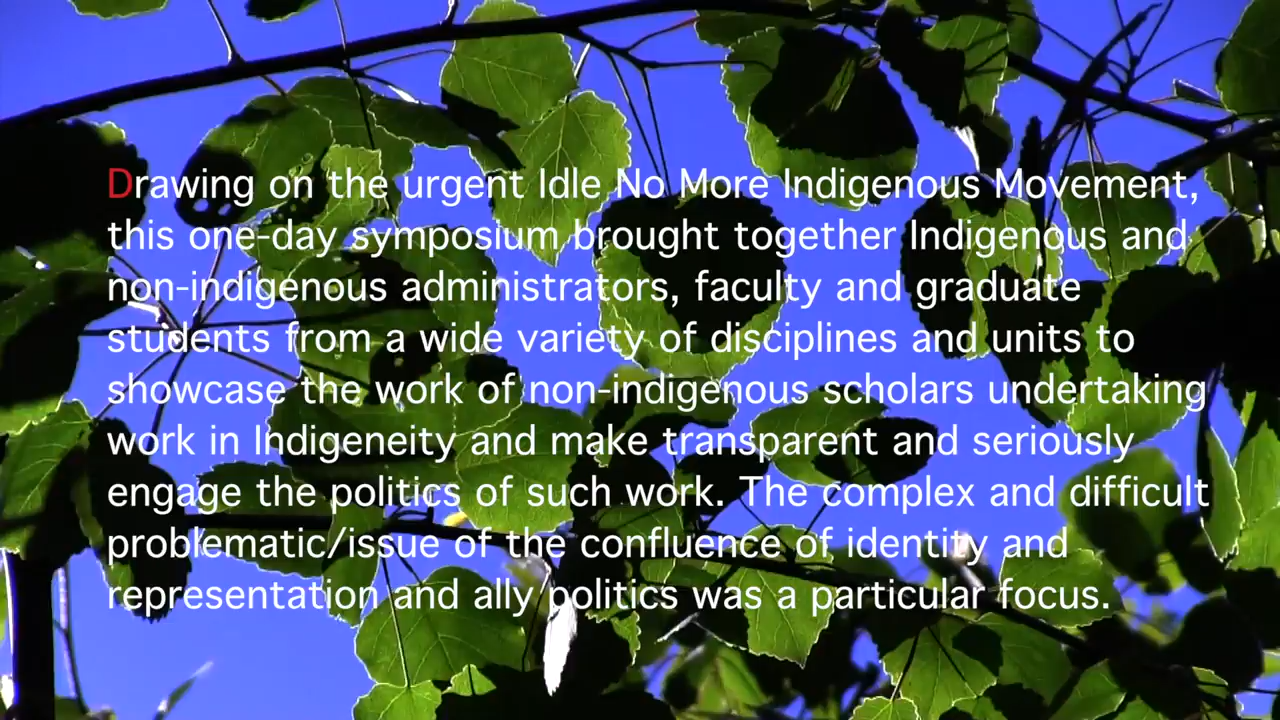 Drawing on the urgent Idle No More Indigenous Movement,
this one-day symposium brought together Indigenous and
non-indigenous administrators, faculty and graduate
students from a wide variety of disciplines and units to
showcase the work of non-indigenous scholars undertaking
work in Indigeneity and make transparent and seriously
engage the politics of such work. The complex and difficult
problematic/issue of the confluence of identity and
representation and ally politics was a particular focus.